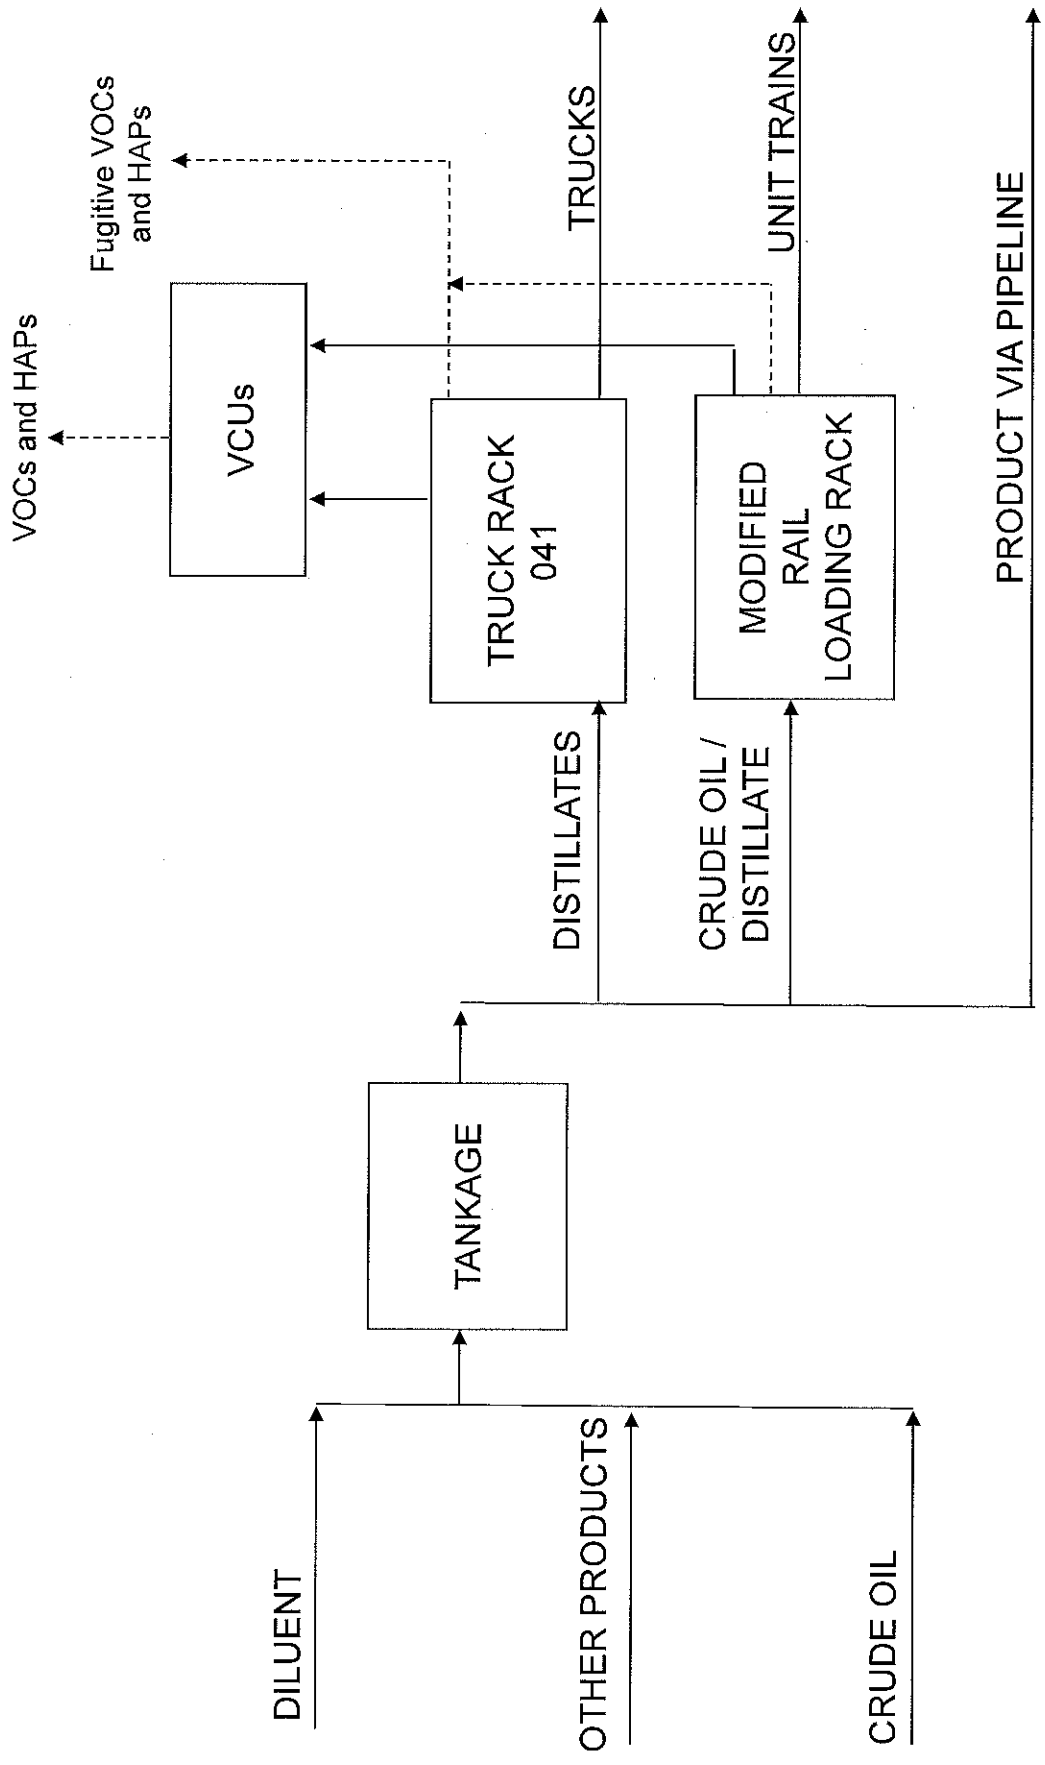 VOCs and HAPs
Fugitive VOCs
and HAPs
VCUs
DILUENT
TANKAGE
DISTILLATES
TRUCK RACK
041
TRUCKS
OTHER PRODUCTS
CRUDE OIL /
DISTILLATE
MODIFIED
RAIL
LOADING RACK
UNIT TRAINS
CRUDE OIL
PRODUCT VIA PIPELINE